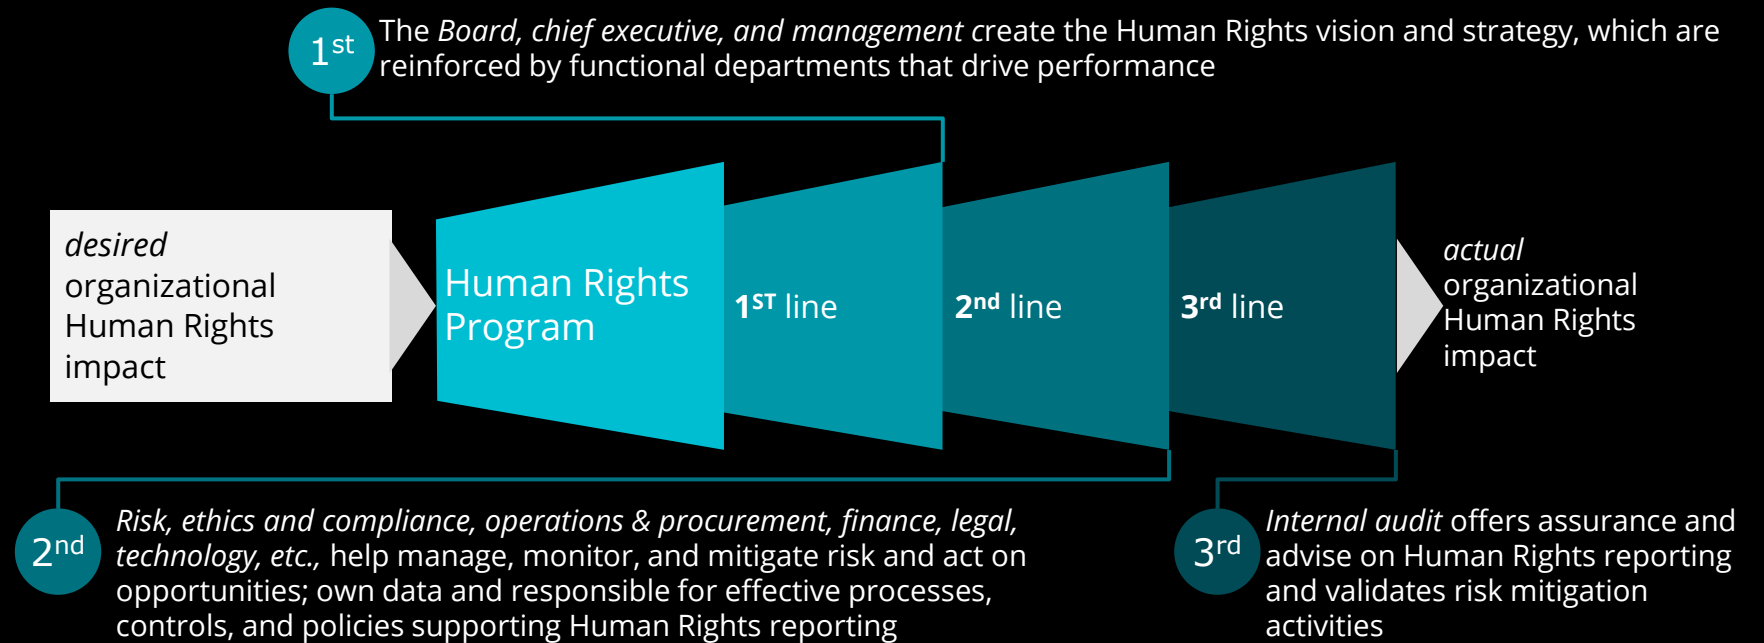 1st
The Board, chief executive, and management create the Human Rights vision and strategy, which are
reinforced by functional departments that drive performance
desired
organizational
Human Rights
impact
Human Rights
Program
1ST line
2nd line
3rd line
actual
organizational
Human Rights
impact
2nd
Risk, ethics and compliance, operations & procurement, finance, legal,
technology, etc., help manage, monitor, and mitigate risk and act on
opportunities; own data and responsible for effective processes,
controls, and policies supporting Human Rights reporting
3rd
Internal audit offers assurance and
advise on Human Rights reporting
and validates risk mitigation
activities